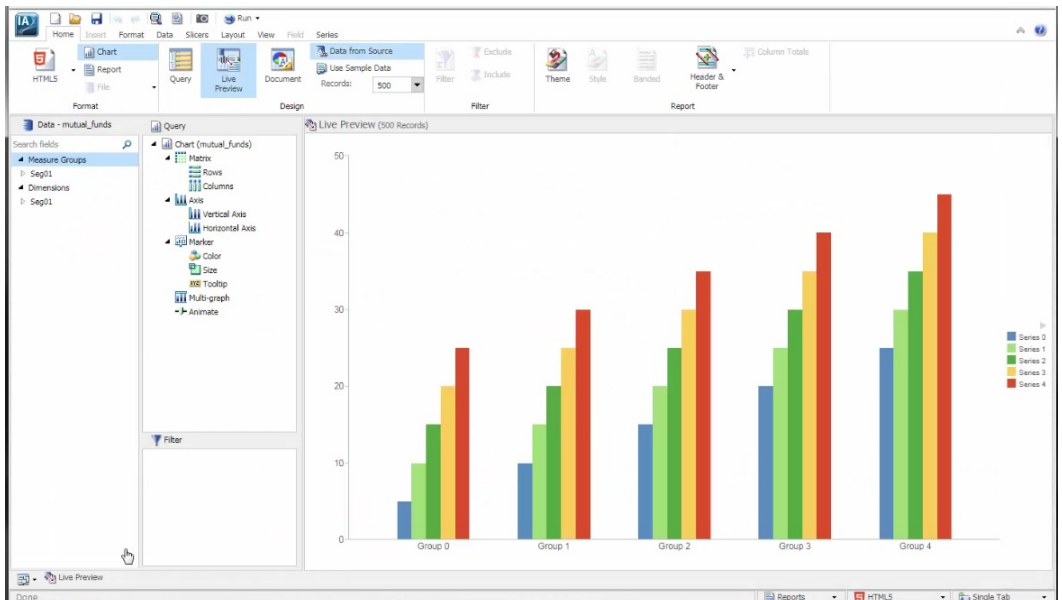 IA
Run
Home Insert Format Data Slicers Layout View Field Series
HTML5
Chart
Report
File
Format
Query
Live Preview
Document
Data from Source
Use Sample Data
Records: 500
Design
Filter
Exclude
Include
Filter
Theme
Style
Banded
Header & Footer
Column Totals
Report
Data - mutual_funds
Search fields
Measure Groups
Seg01
Dimensions
Seg01
Query
Chart (mutual_funds)
Matrix
Rows
Columns
Axis
Vertical Axis
Horizontal Axis
Marker
Color
Size
XYZ Tooltip
Multi-graph
Animate
Filter
Live Preview (500 Records)
50
40
30
20
10
0
Group 0 Group 1 Group 2 Group 3 Group 4
Series 0
Series 1
Series 2
Series 3
Series 4
Live Preview
Done
Reports HTML5 Single Tab